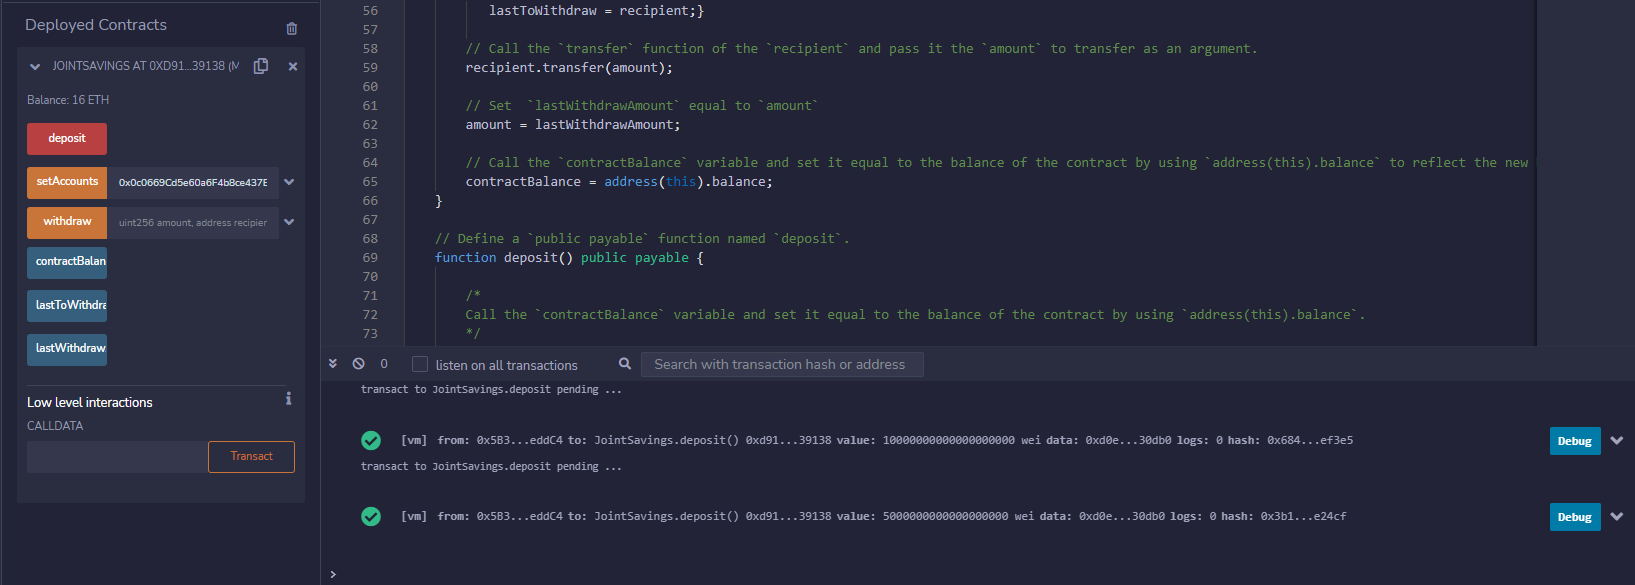 Deployed Contracts
JOINTSAVINGS AT 0XD91...39138 (M
Balance: 16 ETH
deposit
setAccounts 0x0c0669Cd5e60a6F4b8ce437E
withdraw uint256 amount, address recipier
contractBalan
lastToWithdra
lastWithdraw
Low level interactions
CALLDATA
Transact
56 lastToWithdraw = recipient;}
57
58 // Call the `transfer` function of the `recipient` and pass it the `amount` to transfer as an argument.
59 recipient.transfer(amount);
60
61 // Set  `lastWithdrawAmount` equal to `amount`
62 amount = lastWithdrawAmount;
63
64 // Call the `contractBalance` variable and set it equal to the balance of the contract by using `address(this).balance` to reflect the new
65 contractBalance = address(this).balance;
66 }
67
68 // Define a `public payable` function named `deposit`.
69 function deposit() public payable {
70
71 /*
72 Call the `contractBalance` variable and set it equal to the balance of the contract by using `address(this).balance`.
73 */
0 listen on all transactions Search with transaction hash or address
transact to JointSavings.deposit pending ...
[vm] from: 0x5B3...eddC4 to: JointSavings.deposit() 0xd91...39138 value: 10000000000000000000 wei data: 0xd0e...30db0 logs: 0 hash: 0x684...ef3e5 Debug
transact to JointSavings.deposit pending ...
[vm] from: 0x5B3...eddC4 to: JointSavings.deposit() 0xd91...39138 value: 5000000000000000000 wei data: 0xd0e...30db0 logs: 0 hash: 0x3b1...e24cf Debug
>